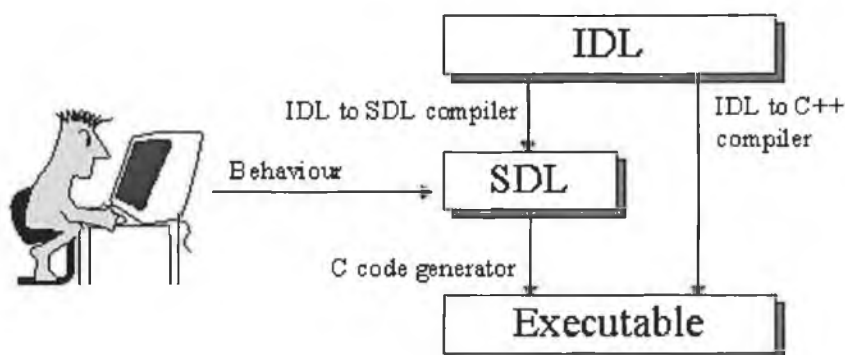 IDL
IDL to SDL compiler
IDL to C++
compiler
Behaviour
SDL
C code generator
Executable